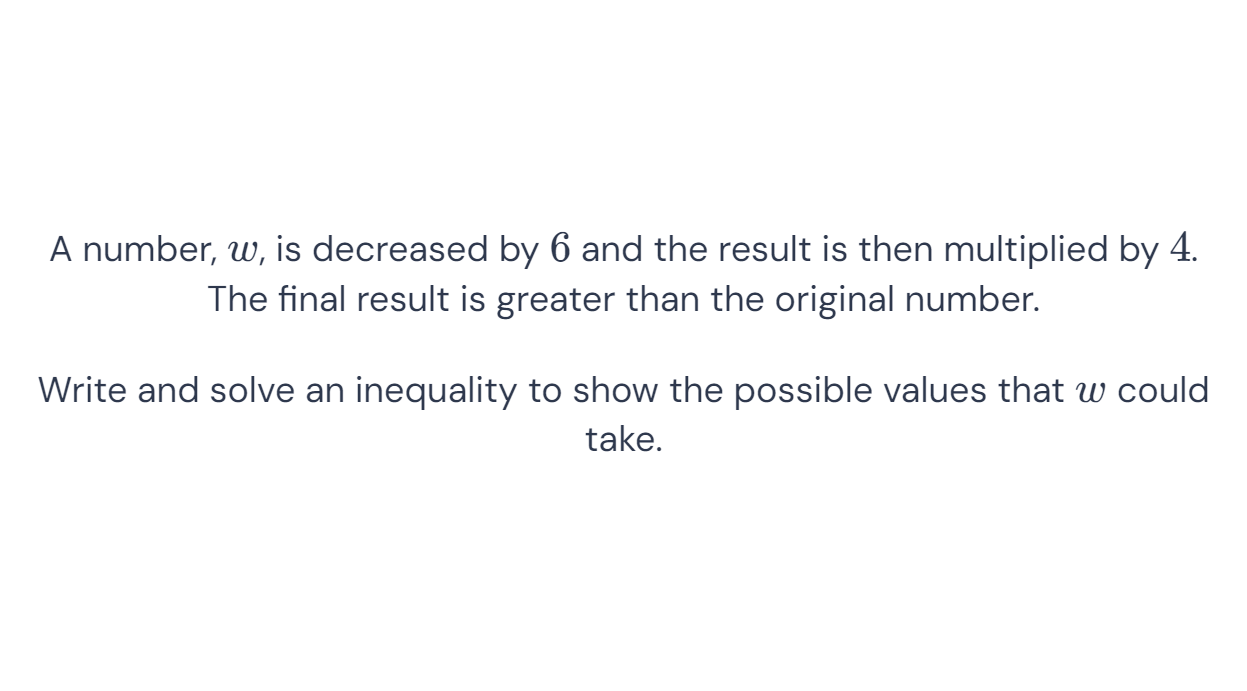 A number, w, is decreased by 6 and the result is then multiplied by 4.
The final result is greater than the original number.
Write and solve an inequality to show the possible values that w could
take.